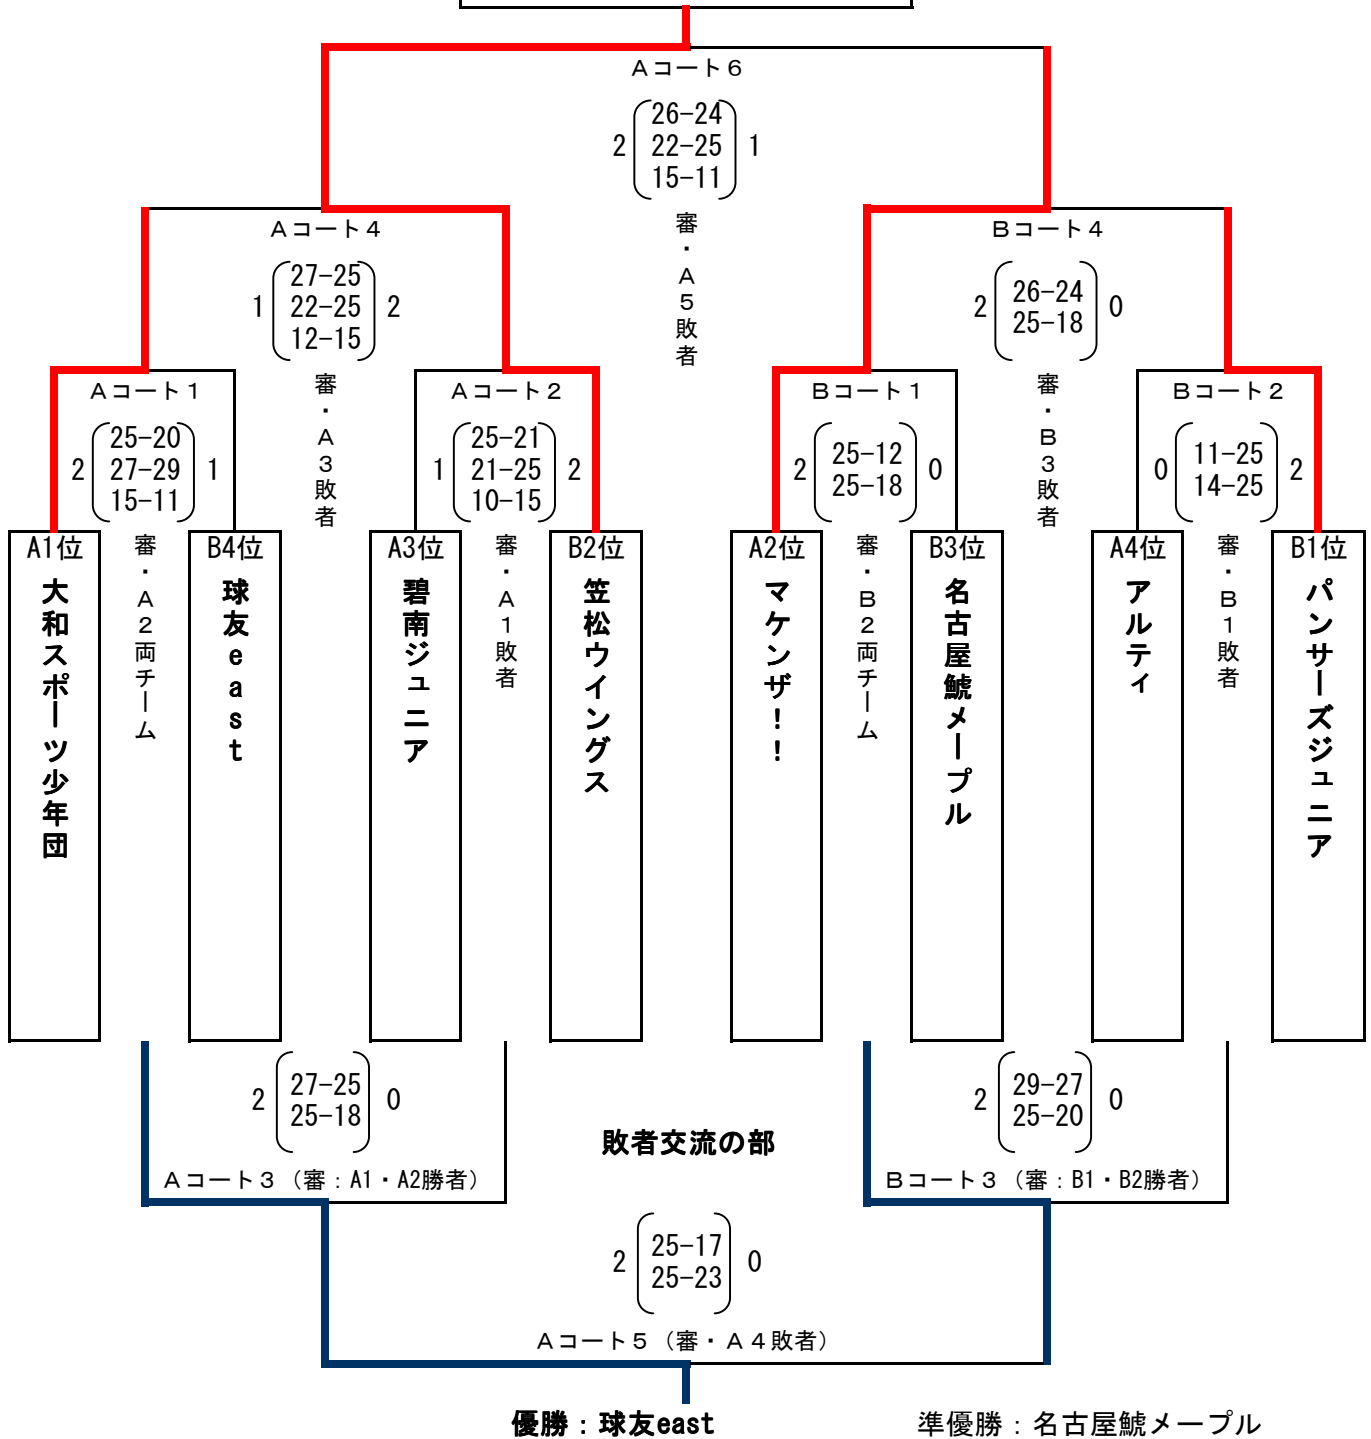 Aコート6
26-24
2 22-25 1
15-11
審・A5敗者
Aコート4
27-25
1 22-25 2
12-15
審・A3敗者
Bコート4
26-24
2 0
25-18
審・B3敗者
Aコート1
25-20
2 27-29 1
15-11
審・A2両チーム
Aコート2
25-21
1 21-25 2
10-15
審・A1敗者
Bコート1
25-12
2 0
25-18
審・B2両チーム
Bコート2
11-25
0 2
14-25
審・B1敗者
A1位
大和スポーツ少年団
B4位
球友east
A3位
碧南ジュニア
B2位
笠松ウイングス
A2位
マケンザ！！
B3位
名古屋鯱メープル
A4位
アルティ
B1位
パンサーズジュニア
27-25
2 0
25-18
Aコート3（審：A1・A2勝者）
敗者交流の部
29-27
2 0
25-20
Bコート3（審：B1・B2勝者）
25-17
2 0
25-23
Aコート5（審・A4敗者）
優勝：球友east
準優勝：名古屋鯱メープル